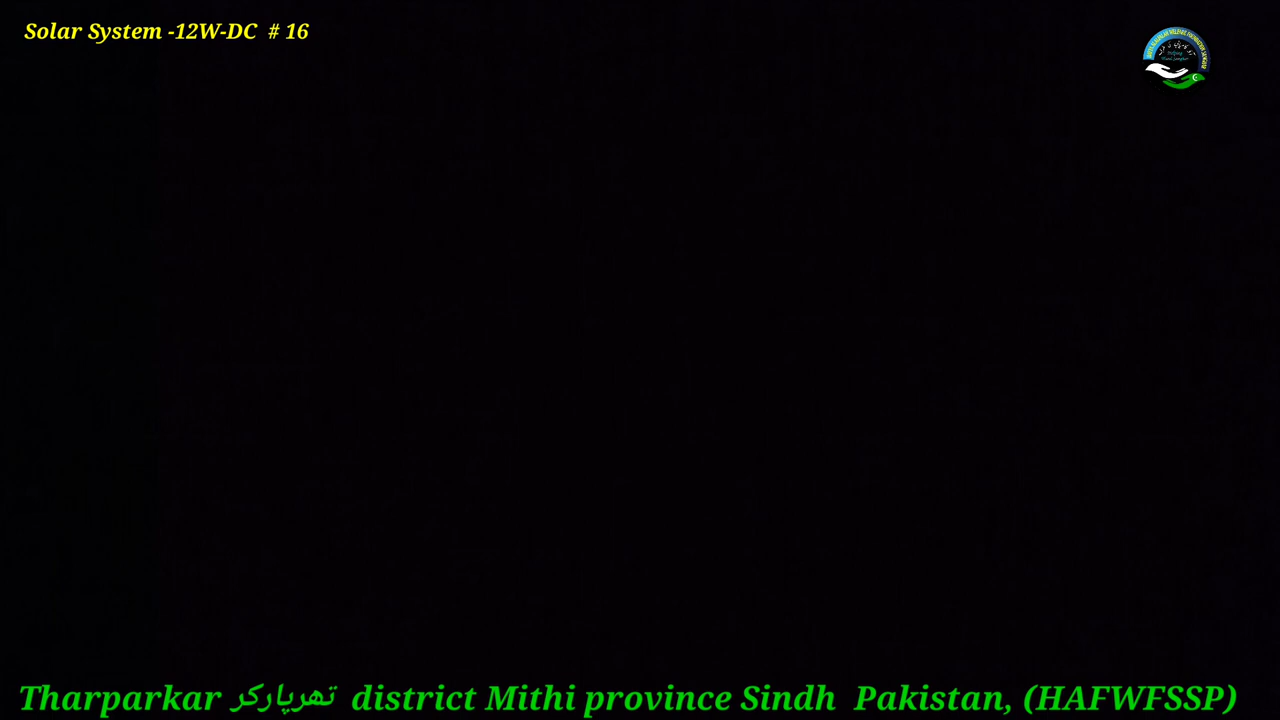 Solar System -12W-DC # 16
Tharparkar تھرپارکر district Mithi province Sindh Pakistan, (HAFWFSSP)